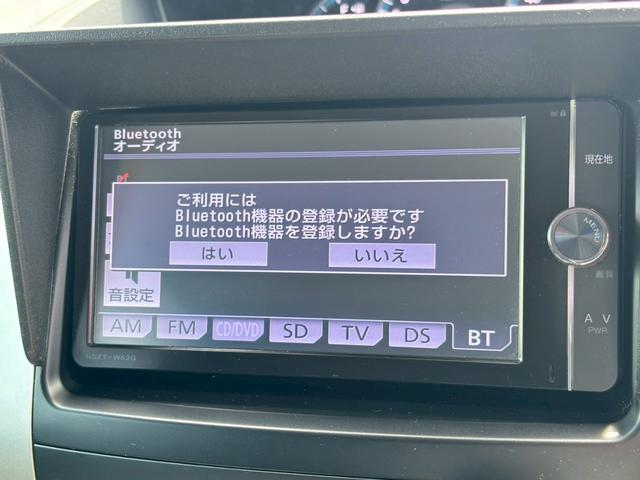 Bluetooth
オーディオ
ご利用には
Bluetooth機器の登録が必要です
Bluetooth機器を登録しますか?
はい いいえ
音設定
AM FM CD/DVD SD TV DS BT
NSZT-W62G
現在地
MENU
画質
A V
PWR